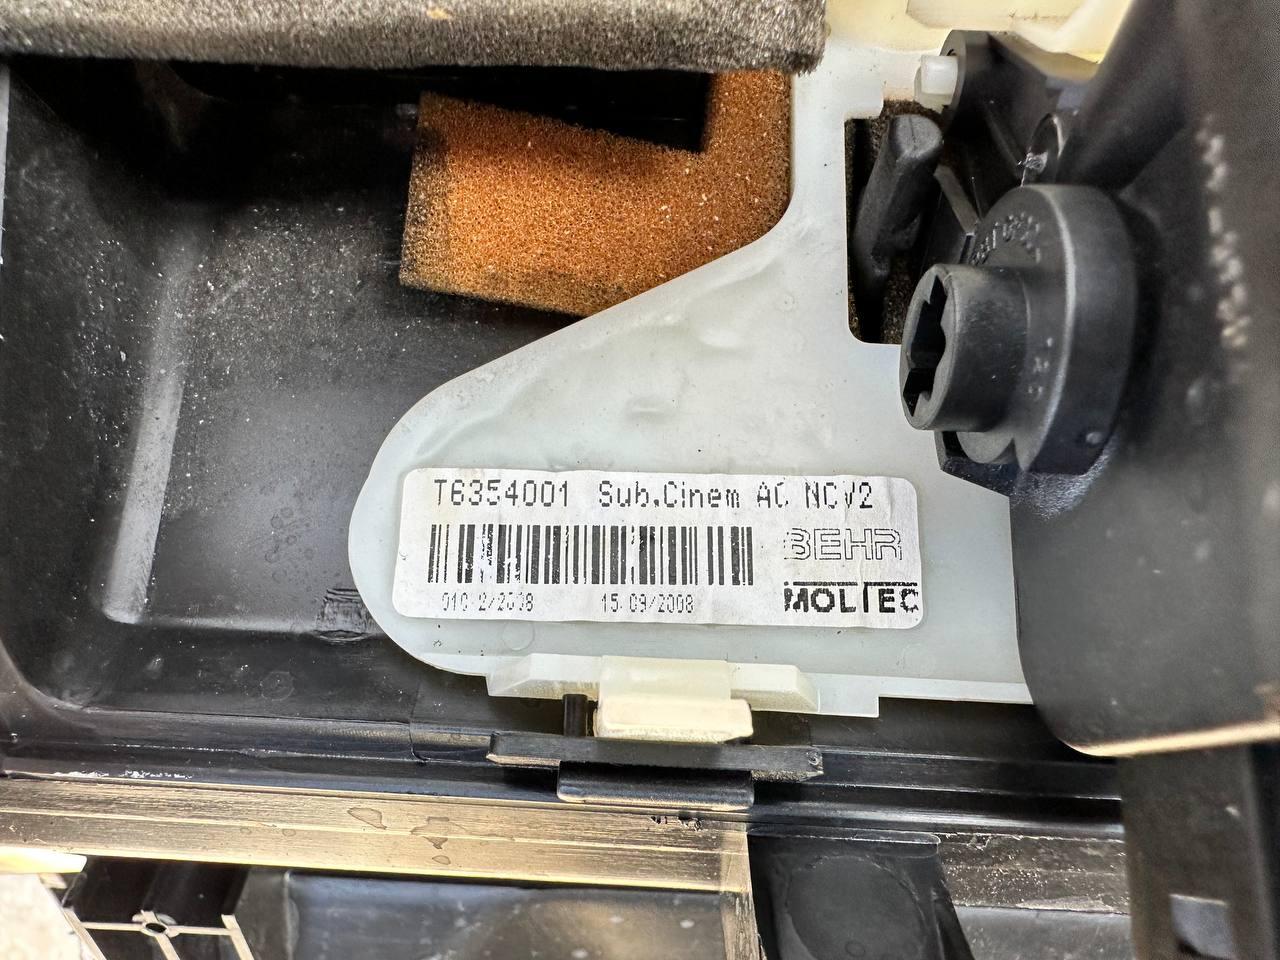 T6354001 Sub.Cinem AC NCV2
BEHR
15/09/2008
MOLTEC